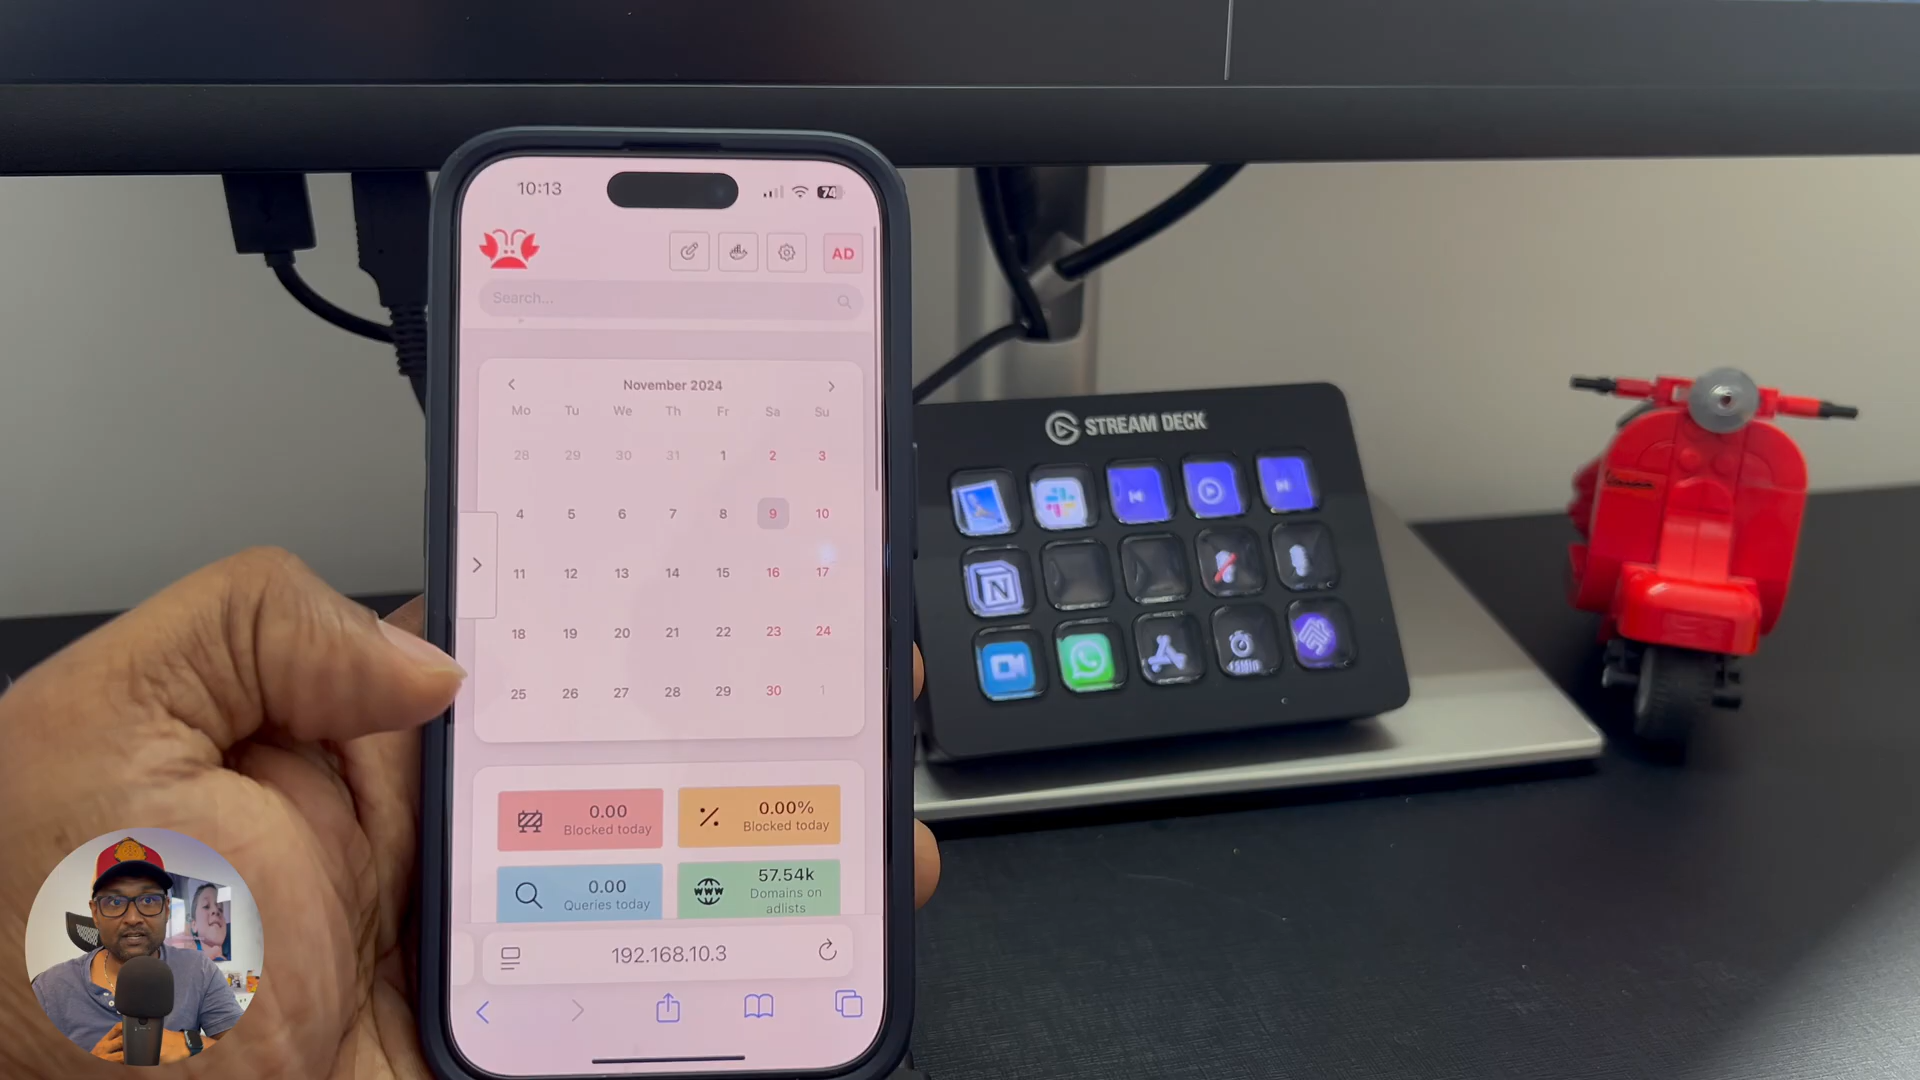 10:13
74
AD
Search...
November 2024
Mo Tu We Th Fr Sa Su
28 29 30 31 1 2 3
4 5 6 7 8 9 10
11 12 13 14 15 16 17
18 19 20 21 22 23 24
25 26 27 28 29 30 1
0.00
Blocked today
0.00%
Blocked today
0.00
Queries today
WWW
57.54k
Domains on
adlists
192.168.10.3
STREAM DECK
N